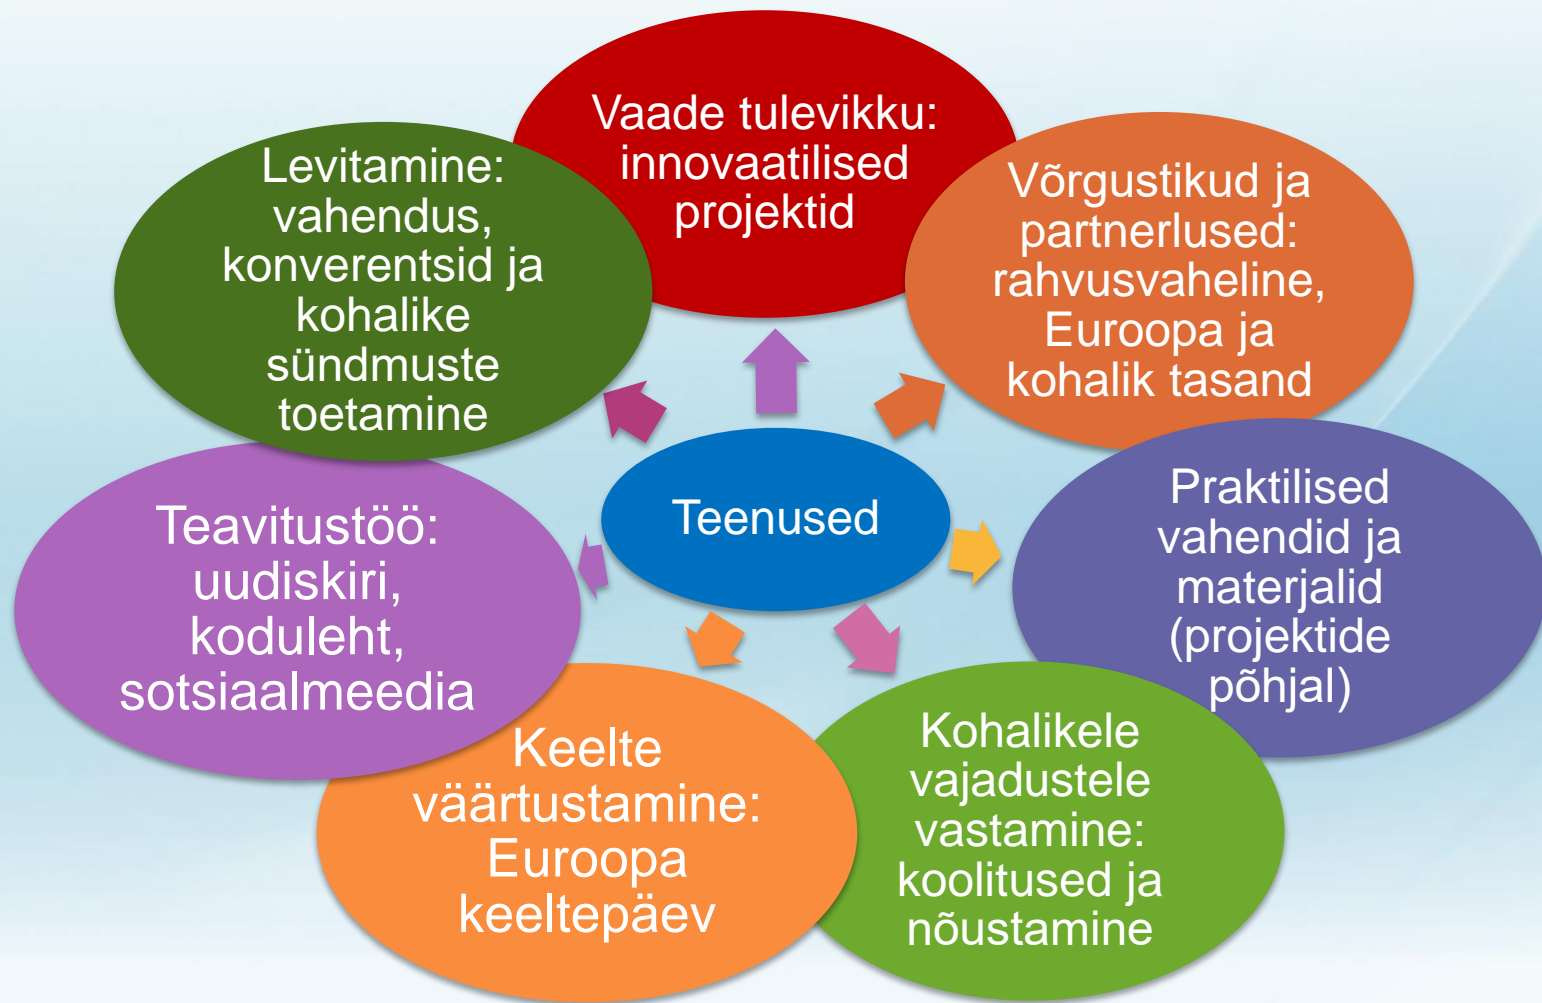 Vaade tulevikku:
innovaatilised
projektid
Võrgustikud ja
partnerlused:
rahvusvaheline,
Euroopa ja
kohalik tasand
Praktilised
vahendid ja
materjalid
(projektide
põhjal)
Kohalikele
vajadustele
vastamine:
koolitused ja
nõustamine
Keelte
väärtustamine:
Euroopa
keeltepäev
Teavitustöö:
uudiskiri,
koduleht,
sotsiaalmeedia
Levitamine:
vahendus,
konverentsid ja
kohalike
sündmuste
toetamine
Teenused